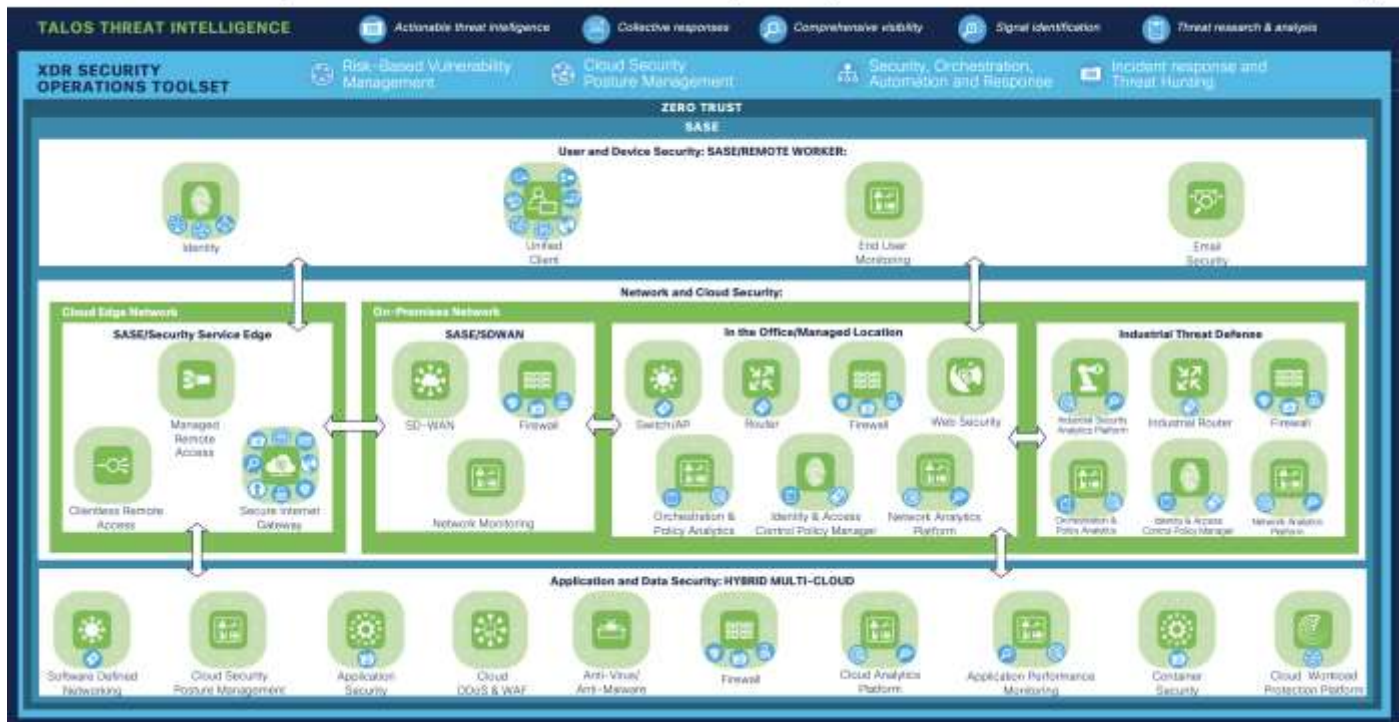 TALOS THREAT INTELLIGENCE
Actionable threat intelligence
Collective responses
Comprehensive visibility
Signal identification
Threat research & analysis
XDR SECURITY
OPERATIONS TOOLSET
Risk-Based Vulnerability
Management
Cloud Security
Posture Management
Security, Orchestration,
Automation and Response
Incident response and
Threat Hunting
ZERO TRUST
SASE
User and Device Security: SASE/REMOTE WORKER:
Identity
Unified
Client
End User
Monitoring
Email
Security
Network and Cloud Security:
Cloud Edge Network
SASE/Security Service Edge
Managed
Remote
Access
Clientless Remote
Access
Secure Internet
Gateway
On-Premises Network
SASE/SDWAN
SD-WAN
Firewall
Network Monitoring
In the Office/Managed Location
Switch/AP
Router
Firewall
Web Security
Orchestration &
Policy Analytics
Identity & Access
Control Policy Manager
Network Analytics
Platform
Industrial Threat Defense
Industrial Security
Analytics Platform
Industrial Router
Firewall
Orchestration &
Policy Analytics
Identity & Access
Control Policy Manager
Network Analytics
Platform
Application and Data Security: HYBRID MULTI-CLOUD
Software Defined
Networking
Cloud Security
Posture Management
Application
Security
Cloud
DDoS & WAF
Anti-Virus/
Anti-Malware
Firewall
Cloud Analytics
Platform
Application Performance
Monitoring
Container
Security
Cloud Workload
Protection Platform